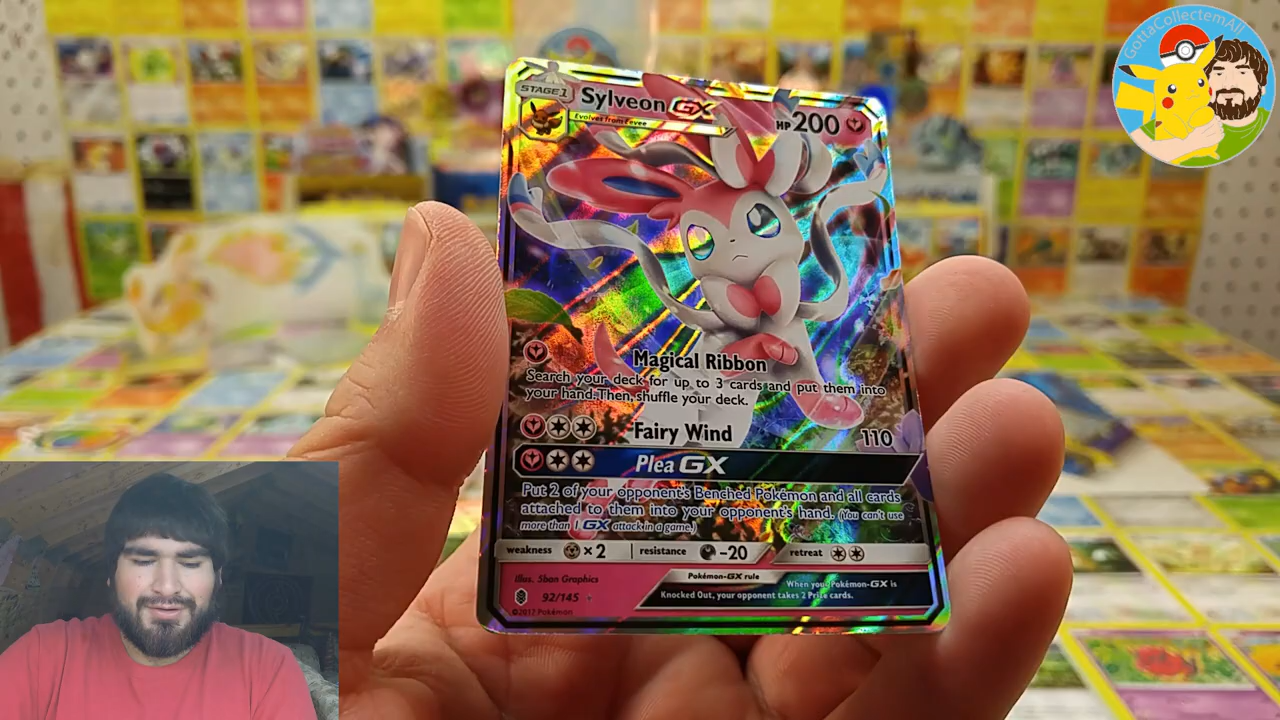 GottaCollectemAll
STAGE 1
Sylveon GX
HP 200
Evolves from Eevee
Magical Ribbon
Search your deck for up to 3 cards and put them into
your hand. Then, shuffle your deck.
Fairy Wind 110
Plea GX
Put 2 of your opponent's Benched Pokémon and all cards
attached to them into your opponent's hand. (You can't use
more than 1 GX attack in a game.)
weakness ×2 resistance -20 retreat
Illus. 5ban Graphics
Pokémon-GX rule
When your Pokémon-GX is
Knocked Out, your opponent takes 2 Prize cards.
92/145
©2017 Pokémon